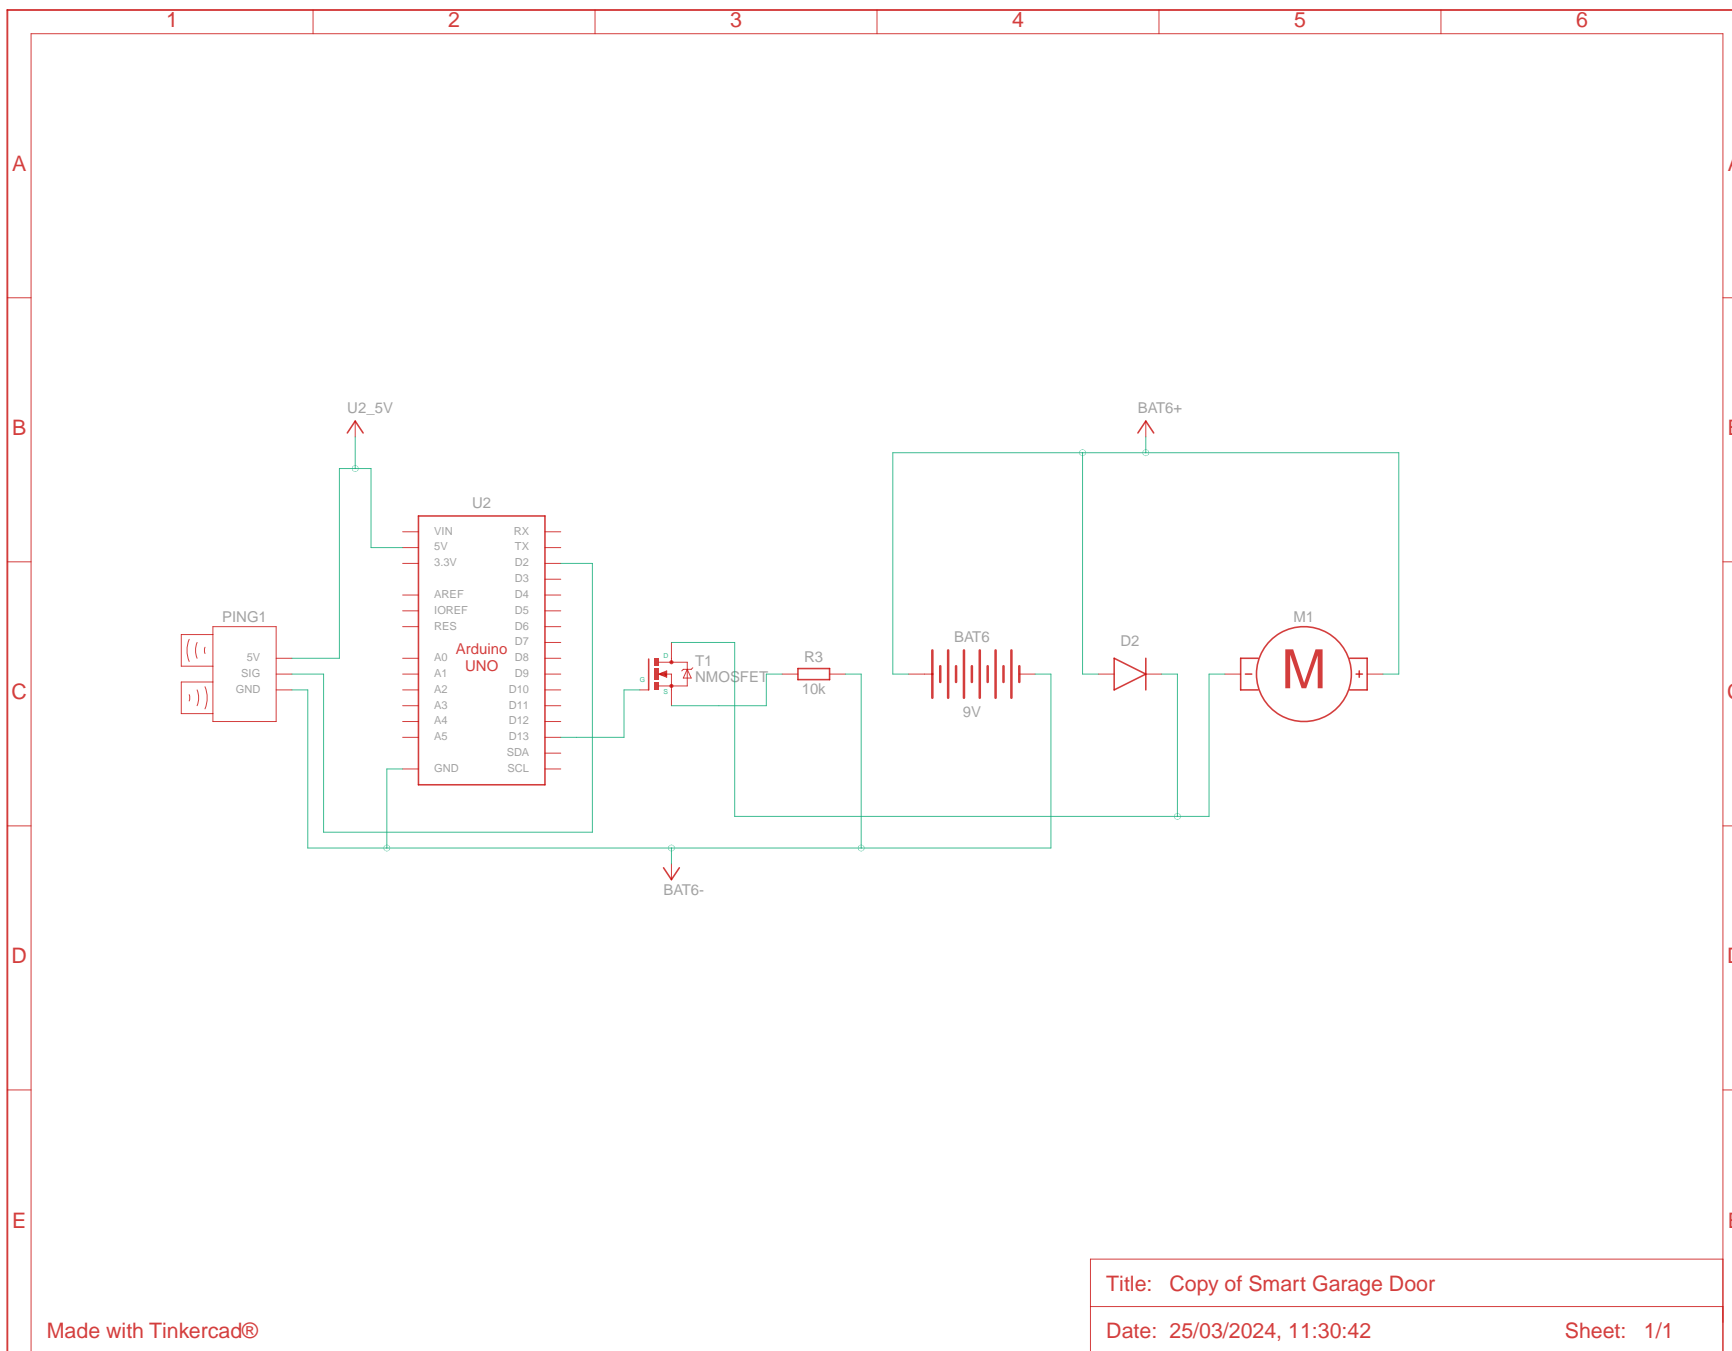 1 2 3 4 5 6
A
B
C
D
E
U2_5V
BAT6+
U2
VIN RX
5V TX
3.3V D2
D3
AREF D4
IOREF D5
RES D6
D7
A0 D8
A1 D9
A2 D10
A3 D11
A4 D12
A5 D13
SDA
GND SCL
Arduino
UNO
PING1
5V
SIG
GND
D
G
S
T1
NMOSFET
R3
10k
BAT6
9V
D2
M1
- M +
BAT6-
Title: Copy of Smart Garage Door
Date: 25/03/2024, 11:30:42 Sheet: 1/1
Made with Tinkercad®